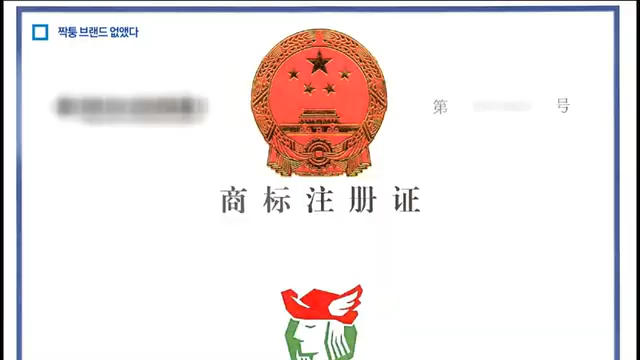 짝퉁 브랜드 없앴다
第 号
商标注册证